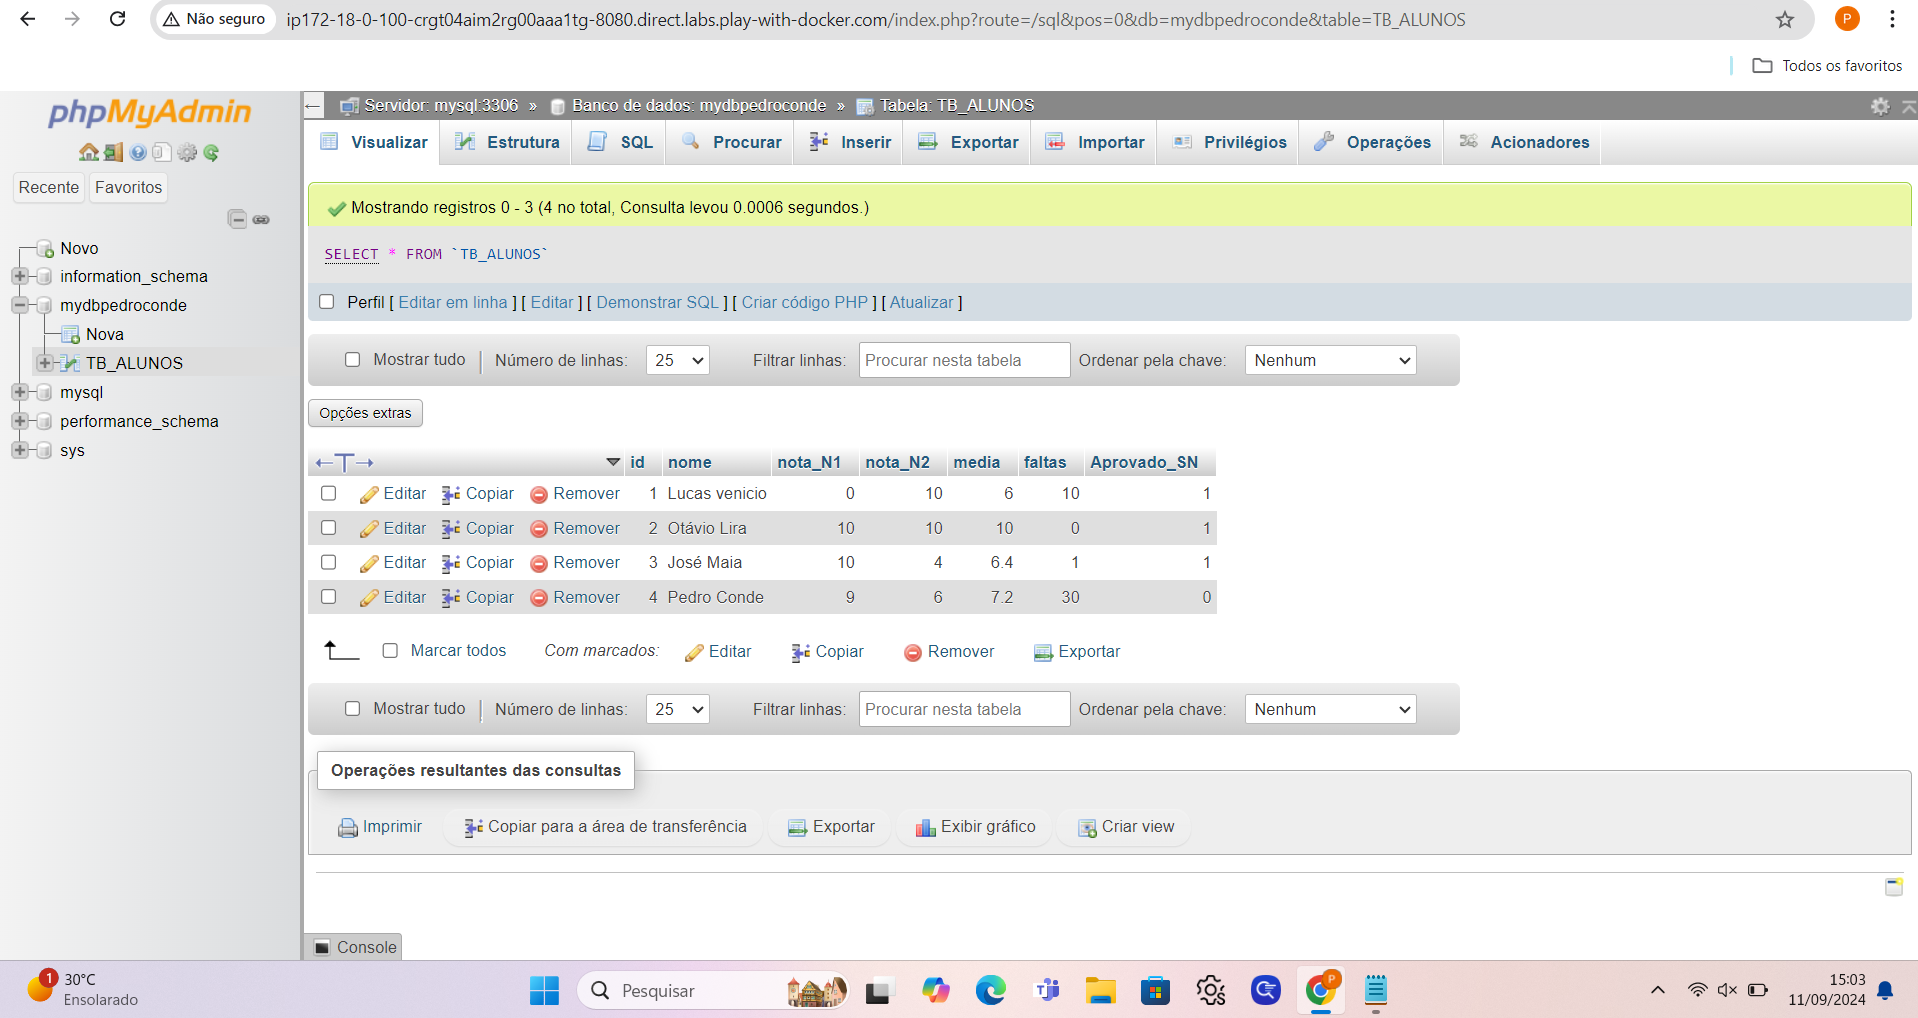 Não seguro
ip172-18-0-100-crgt04aim2rg00aaa1tg-8080.direct.labs.play-with-docker.com/index.php?route=/sql&pos=0&db=mydbpedroconde&table=TB_ALUNOS
P
Todos os favoritos
phpMyAdmin
Recente Favoritos
Novo
information_schema
mydbpedroconde
Nova
TB_ALUNOS
mysql
performance_schema
sys
Servidor: mysql:3306 » Banco de dados: mydbpedroconde » Tabela: TB_ALUNOS
Visualizar Estrutura SQL Procurar Inserir Exportar Importar Privilégios Operações Acionadores
Mostrando registros 0 - 3 (4 no total, Consulta levou 0.0006 segundos.)
SELECT * FROM `TB_ALUNOS`
Perfil [ Editar em linha ] [ Editar ] [ Demonstrar SQL ] [ Criar código PHP ] [ Atualizar ]
Mostrar tudo Número de linhas: 25 Filtrar linhas: Procurar nesta tabela Ordenar pela chave: Nenhum
Opções extras
id nome nota_N1 nota_N2 media faltas Aprovado_SN
Editar Copiar Remover 1 Lucas venicio 0 10 6 10 1
Editar Copiar Remover 2 Otávio Lira 10 10 10 0 1
Editar Copiar Remover 3 José Maia 10 4 6.4 1 1
Editar Copiar Remover 4 Pedro Conde 9 6 7.2 30 0
Marcar todos Com marcados: Editar Copiar Remover Exportar
Mostrar tudo Número de linhas: 25 Filtrar linhas: Procurar nesta tabela Ordenar pela chave: Nenhum
Operações resultantes das consultas
Imprimir Copiar para a área de transferência Exportar Exibir gráfico Criar view
Console
1 30°C
Ensolarado
Pesquisar
P
15:03
11/09/2024